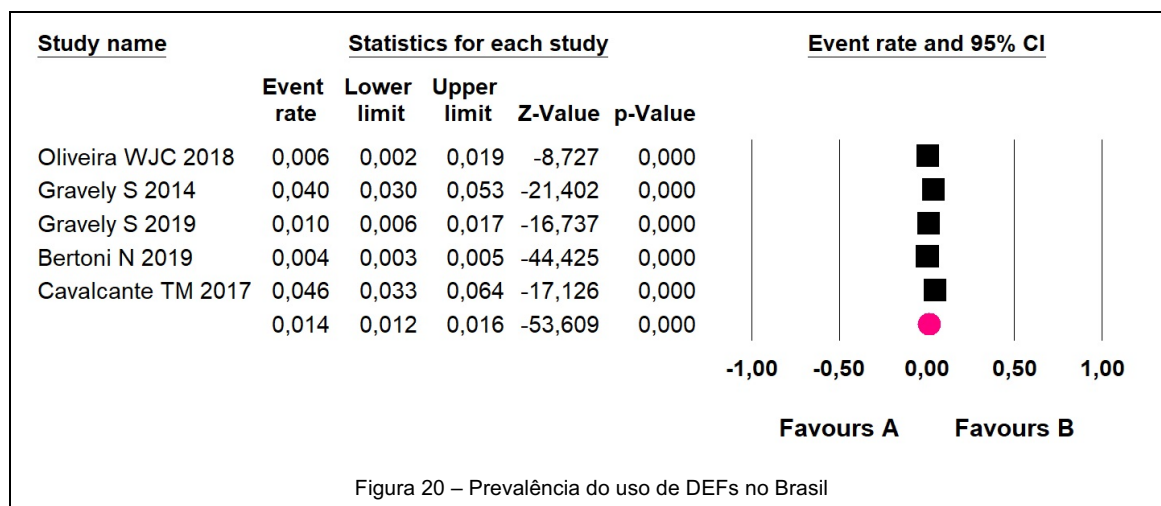 Study name Statistics for each study Event rate and 95% CI
Event Lower Upper
rate limit limit Z-Value p-Value
Oliveira WJC 2018 0,006 0,002 0,019 -8,727 0,000
Gravely S 2014 0,040 0,030 0,053 -21,402 0,000
Gravely S 2019 0,010 0,006 0,017 -16,737 0,000
Bertoni N 2019 0,004 0,003 0,005 -44,425 0,000
Cavalcante TM 2017 0,046 0,033 0,064 -17,126 0,000
0,014 0,012 0,016 -53,609 0,000
-1,00 -0,50 0,00 0,50 1,00
Favours A Favours B
Figura 20 – Prevalência do uso de DEFs no Brasil